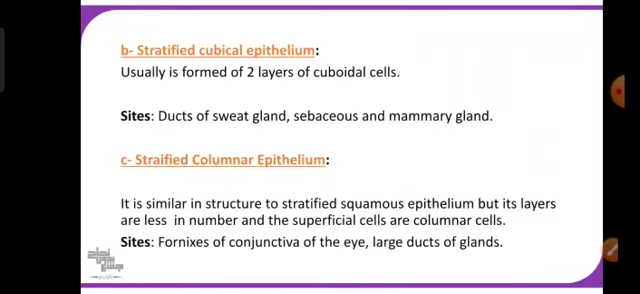 b- Stratified cubical epithelium:
Usually is formed of 2 layers of cuboidal cells.
Sites: Ducts of sweat gland, sebaceous and mammary gland.
c- Straified Columnar Epithelium:
It is similar in structure to stratified squamous epithelium but its layers
are less in number and the superficial cells are columnar cells.
Sites: Fornixes of conjunctiva of the eye, large ducts of glands.